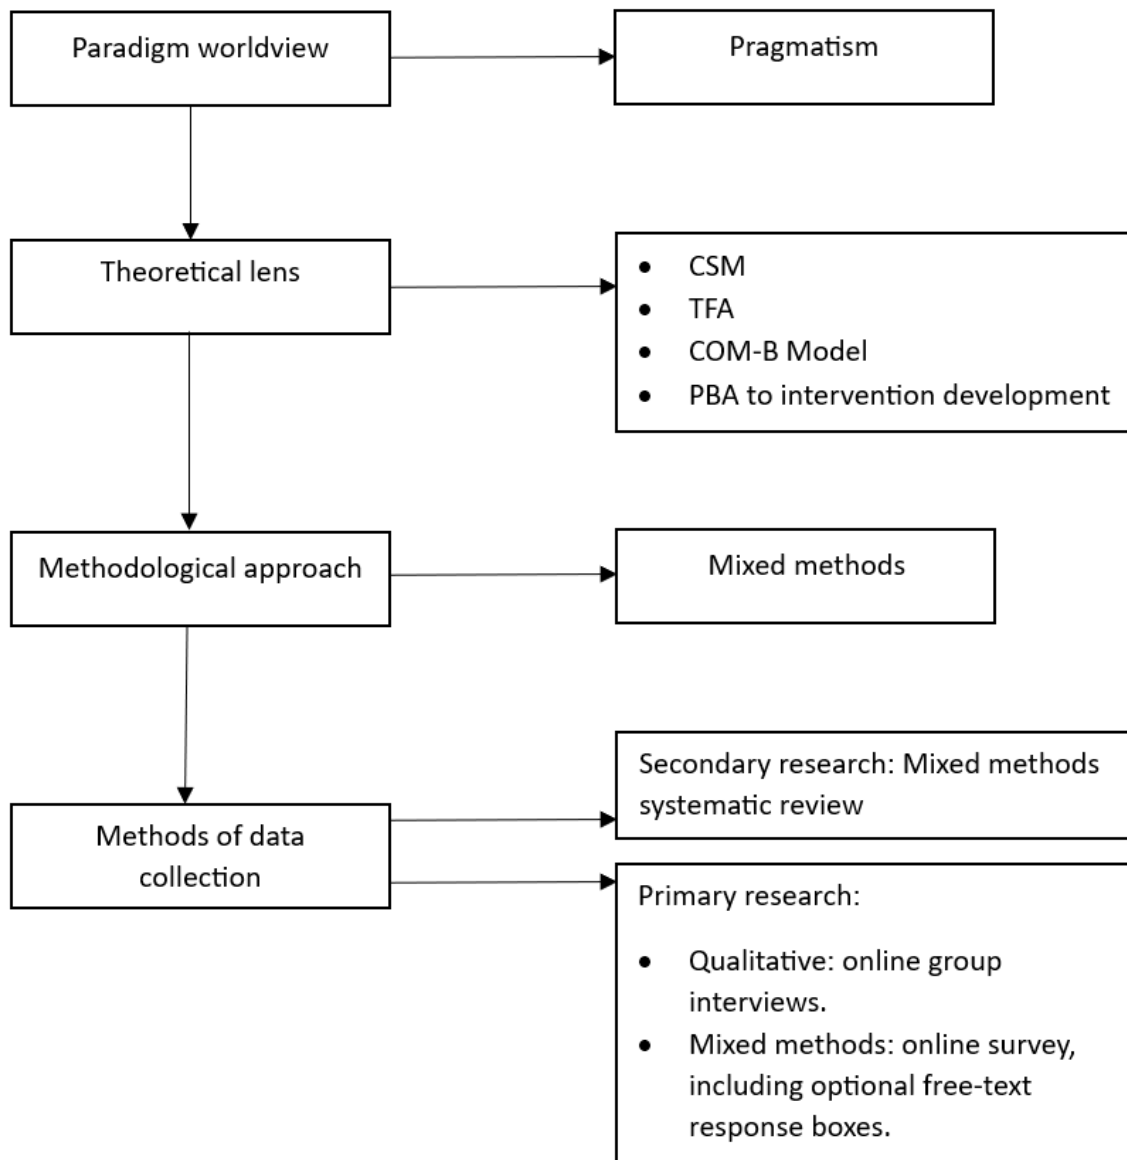 Paradigm worldview
Pragmatism
Theoretical lens
• CSM
• TFA
• COM-B Model
• PBA to intervention development
Methodological approach
Mixed methods
Methods of data
collection
Secondary research: Mixed methods
systematic review
Primary research:
• Qualitative: online group
interviews.
• Mixed methods: online survey,
including optional free-text
response boxes.